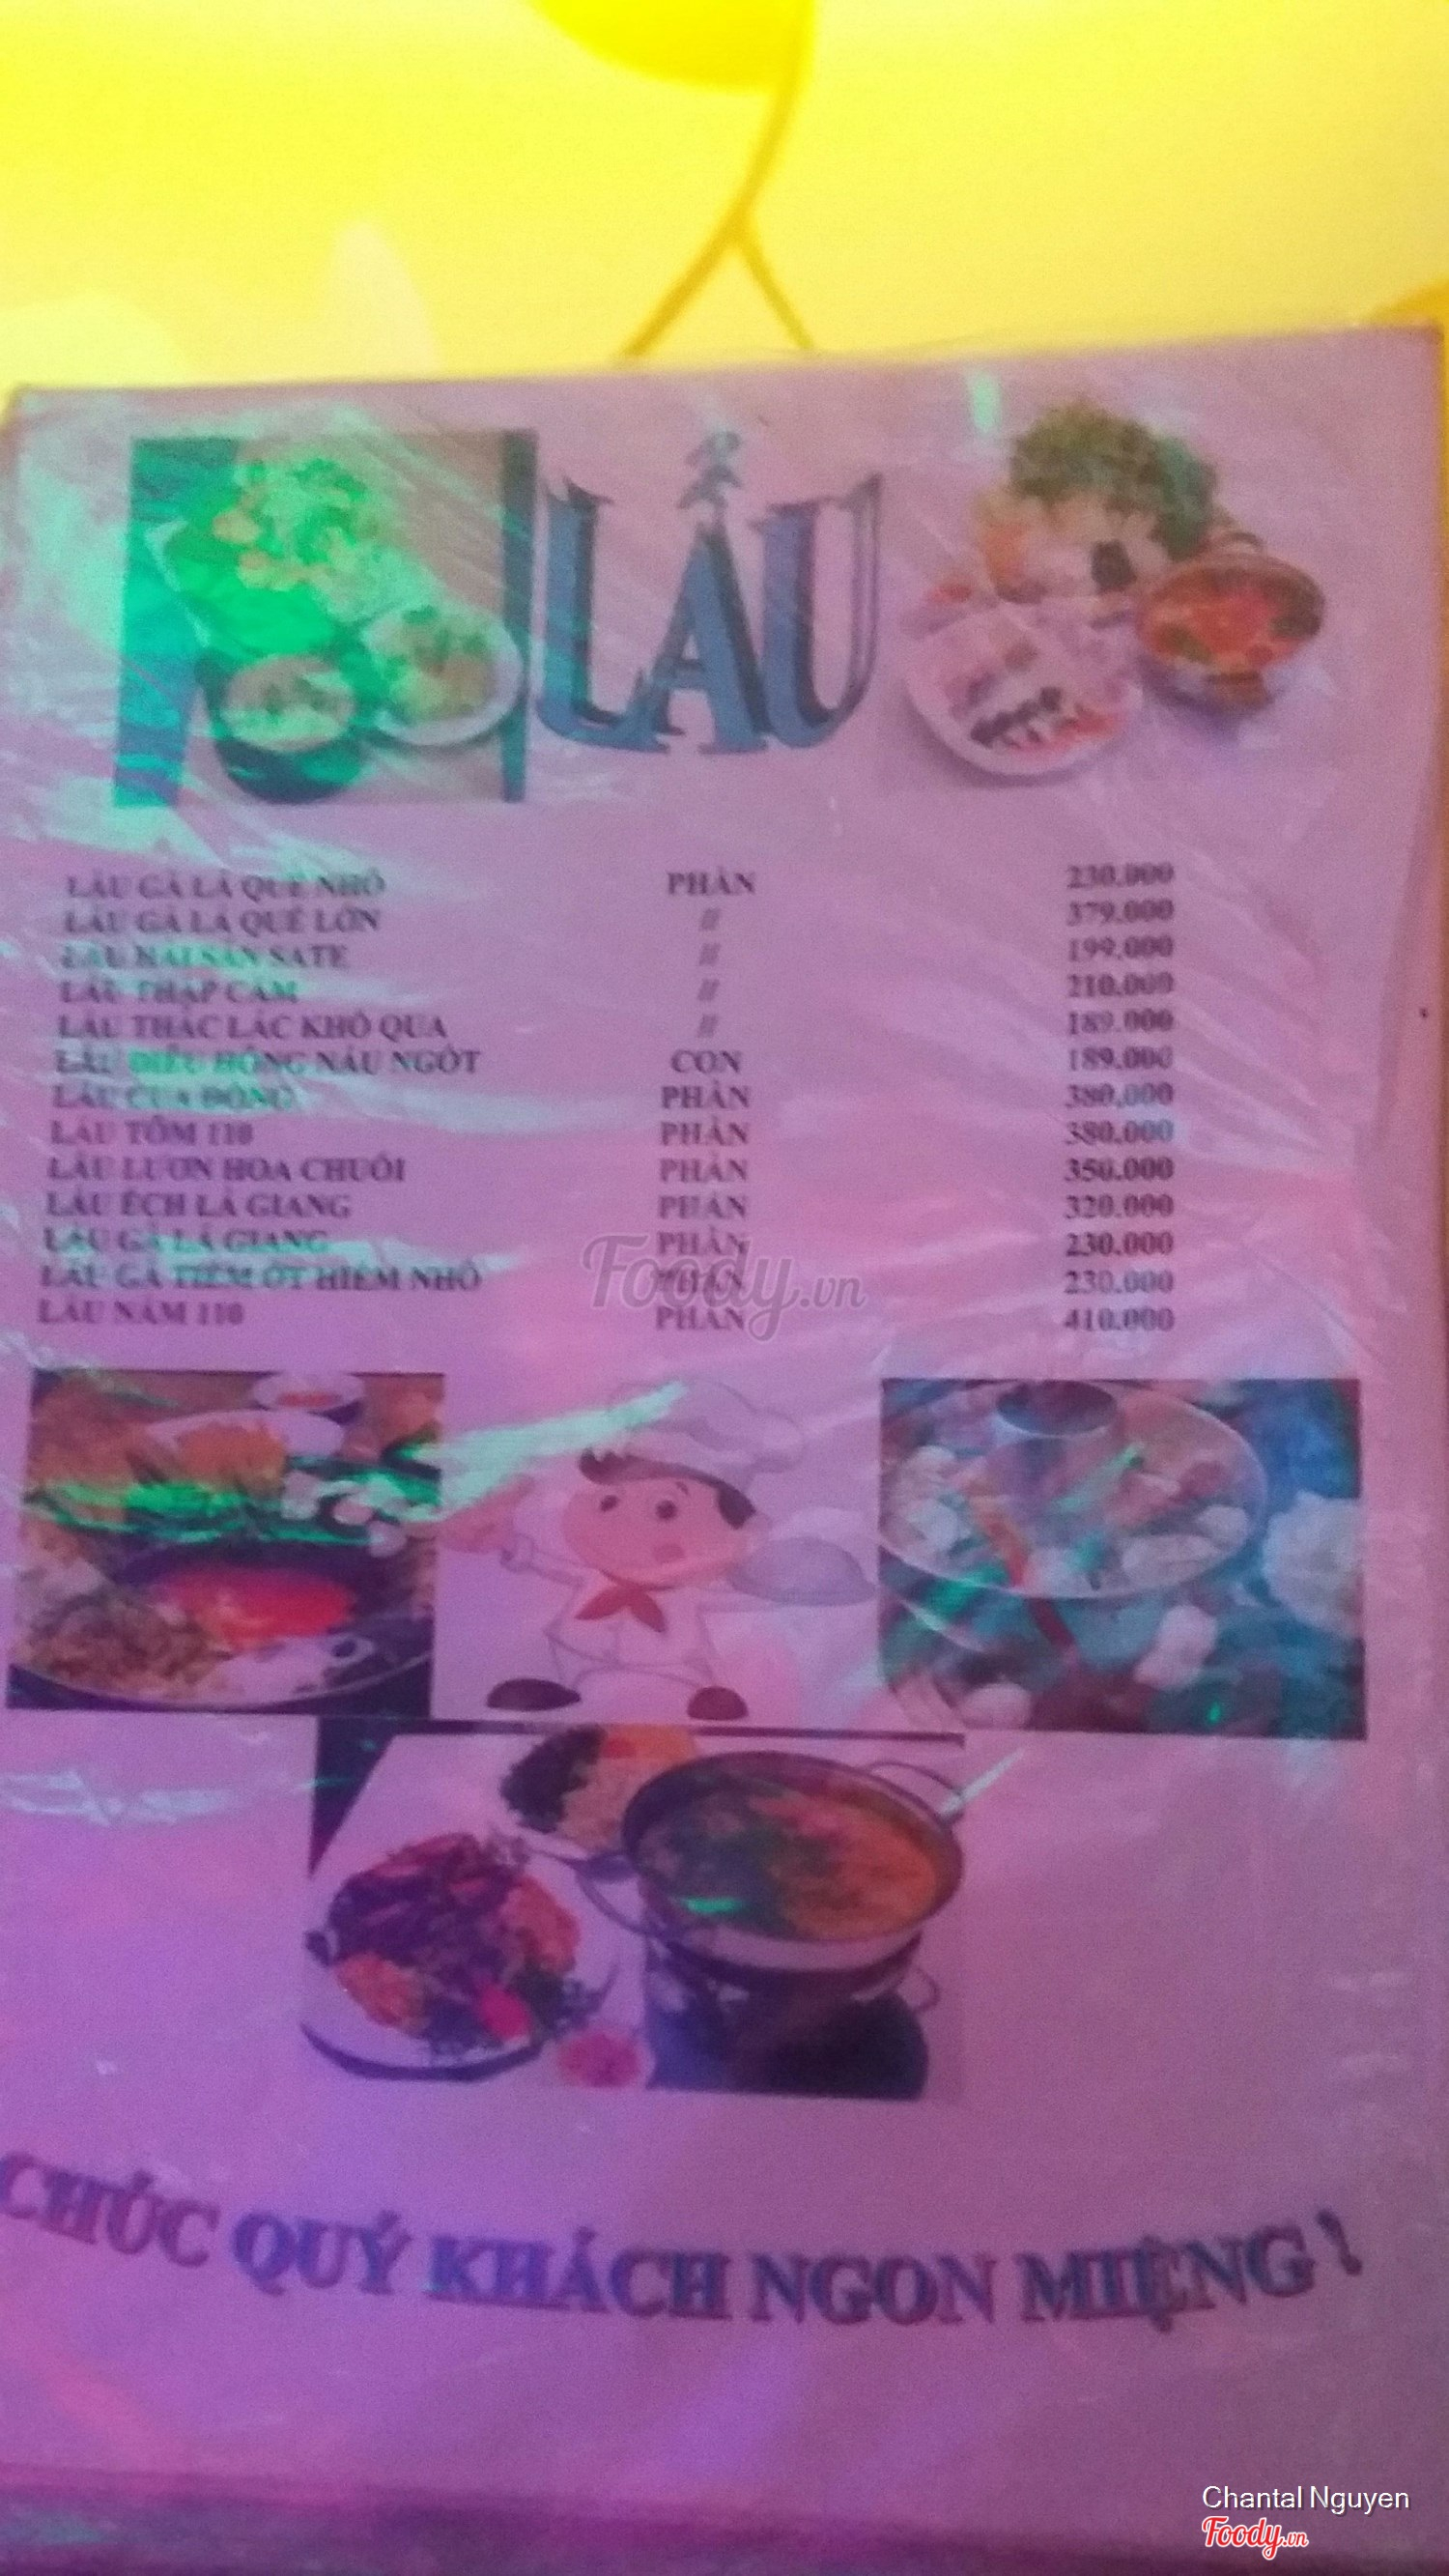 LẨU
LẨU GÀ LÁ QUẾ NHỎ PHẦN 230.000
LẨU GÀ LÁ QUẾ LỚN // 379.000
LẨU HẢI SẢN SATE // 199.000
LẨU THẬP CẨM // 210.000
LẨU THÁC LÁC KHỔ QUA // 189.000
LẨU DIÊU HỒNG NẤU NGÓT CON 189.000
LẨU CUA ĐỒNG PHẦN 380.000
LẨU TÔM 110 PHẦN 380.000
LẨU LƯƠN HOA CHUỐI PHẦN 350.000
LẨU ẾCH LÁ GIANG PHẦN 320.000
LẨU GÀ LÁ GIANG PHẦN 230.000
LẨU GÀ TIỀM ỚT HIỂM NHỎ PHẦN 230.000
LẨU NẤM 110 PHẦN 410.000
Foody.vn
CHÚC QUÝ KHÁCH NGON MIỆNG !
Chantal Nguyen
Foody.vn